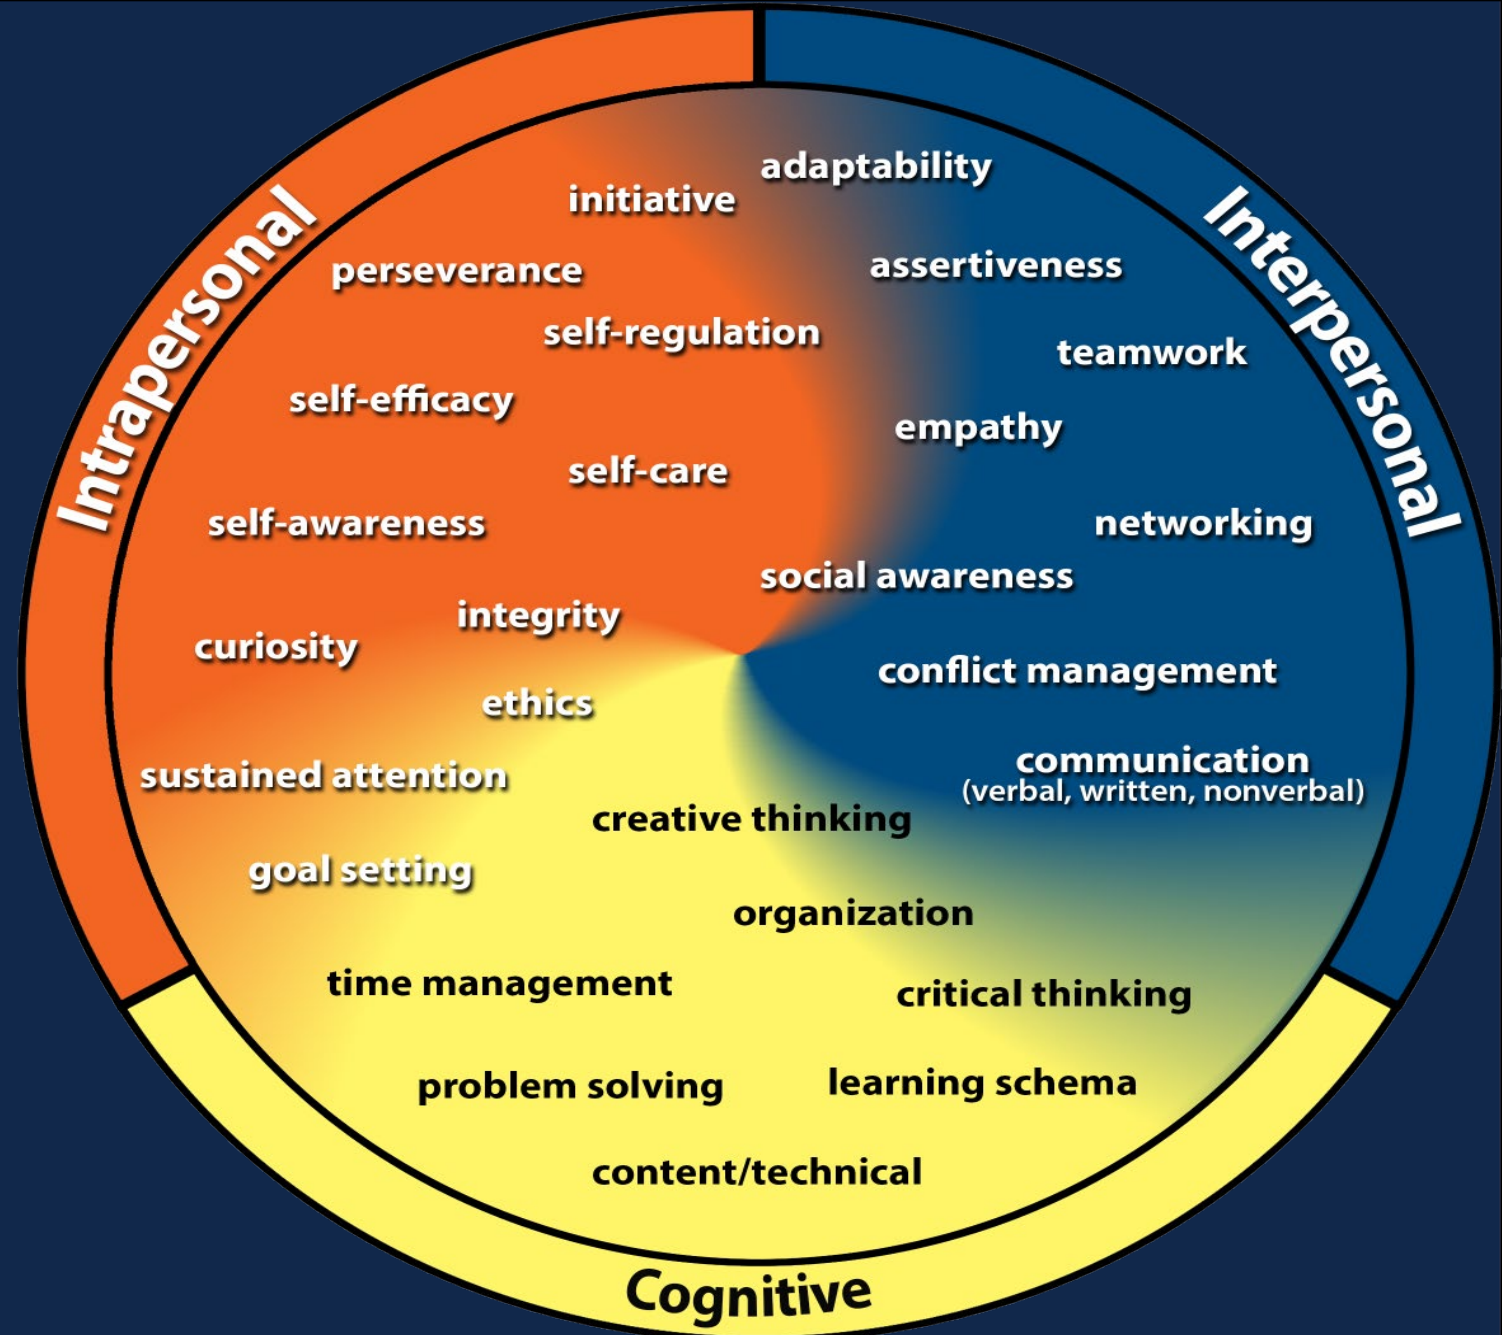 Intrapersonal
Interpersonal
adaptability
initiative
assertiveness
perseverance
self-regulation
teamwork
self-efficacy
empathy
self-care
self-awareness
networking
social awareness
integrity
curiosity
conflict management
ethics
communication
(verbal, written, nonverbal)
sustained attention
creative thinking
goal setting
organization
time management
critical thinking
problem solving
learning schema
content/technical
Cognitive